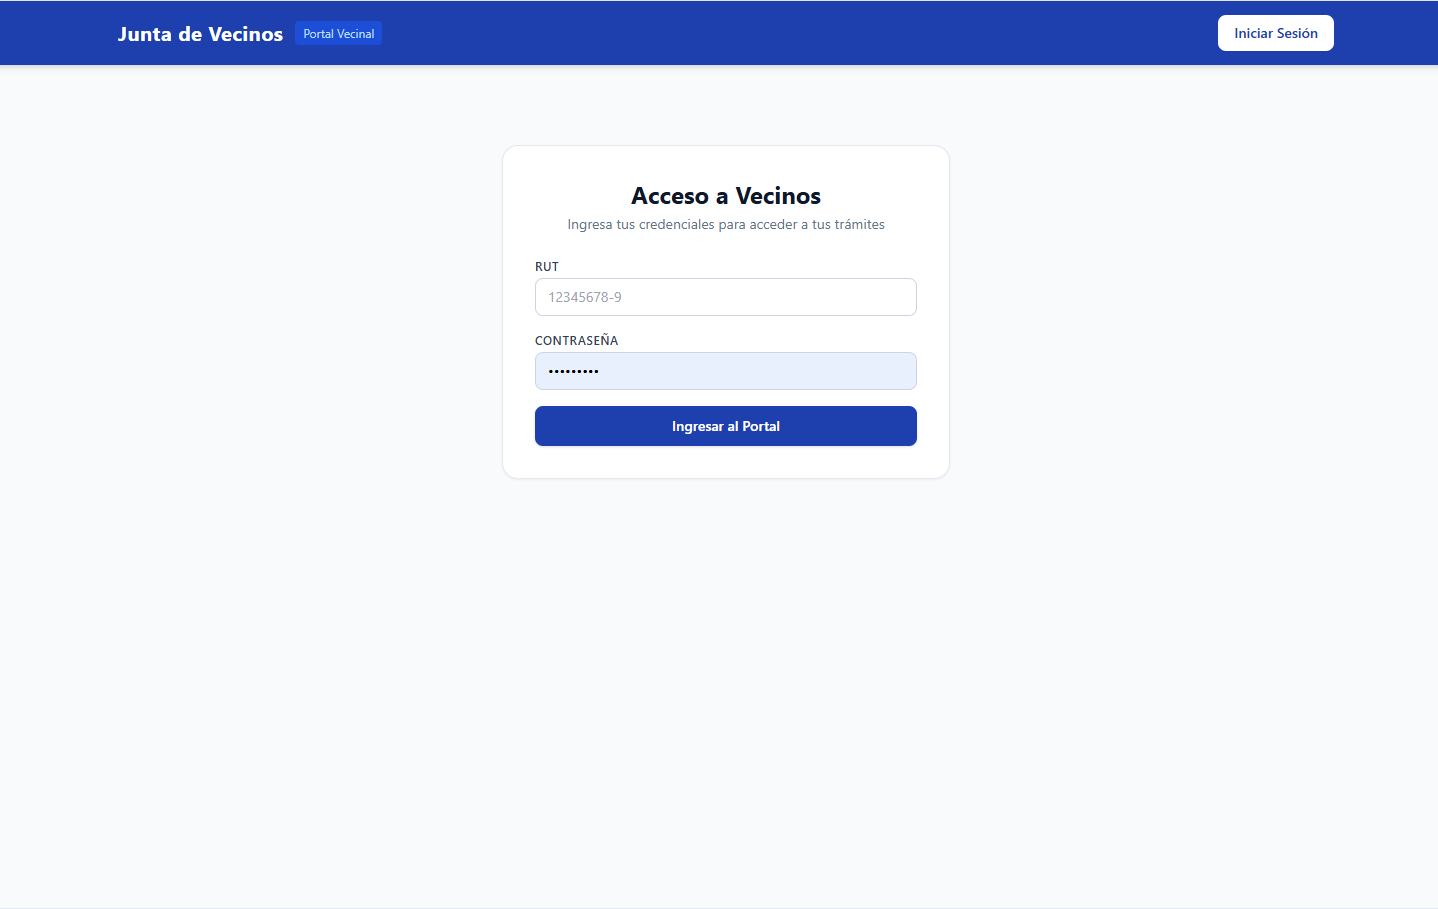 Junta de Vecinos
Portal Vecinal
Iniciar Sesión
Acceso a Vecinos
Ingresa tus credenciales para acceder a tus trámites
RUT
12345678-9
CONTRASEÑA
•••••••••
Ingresar al Portal